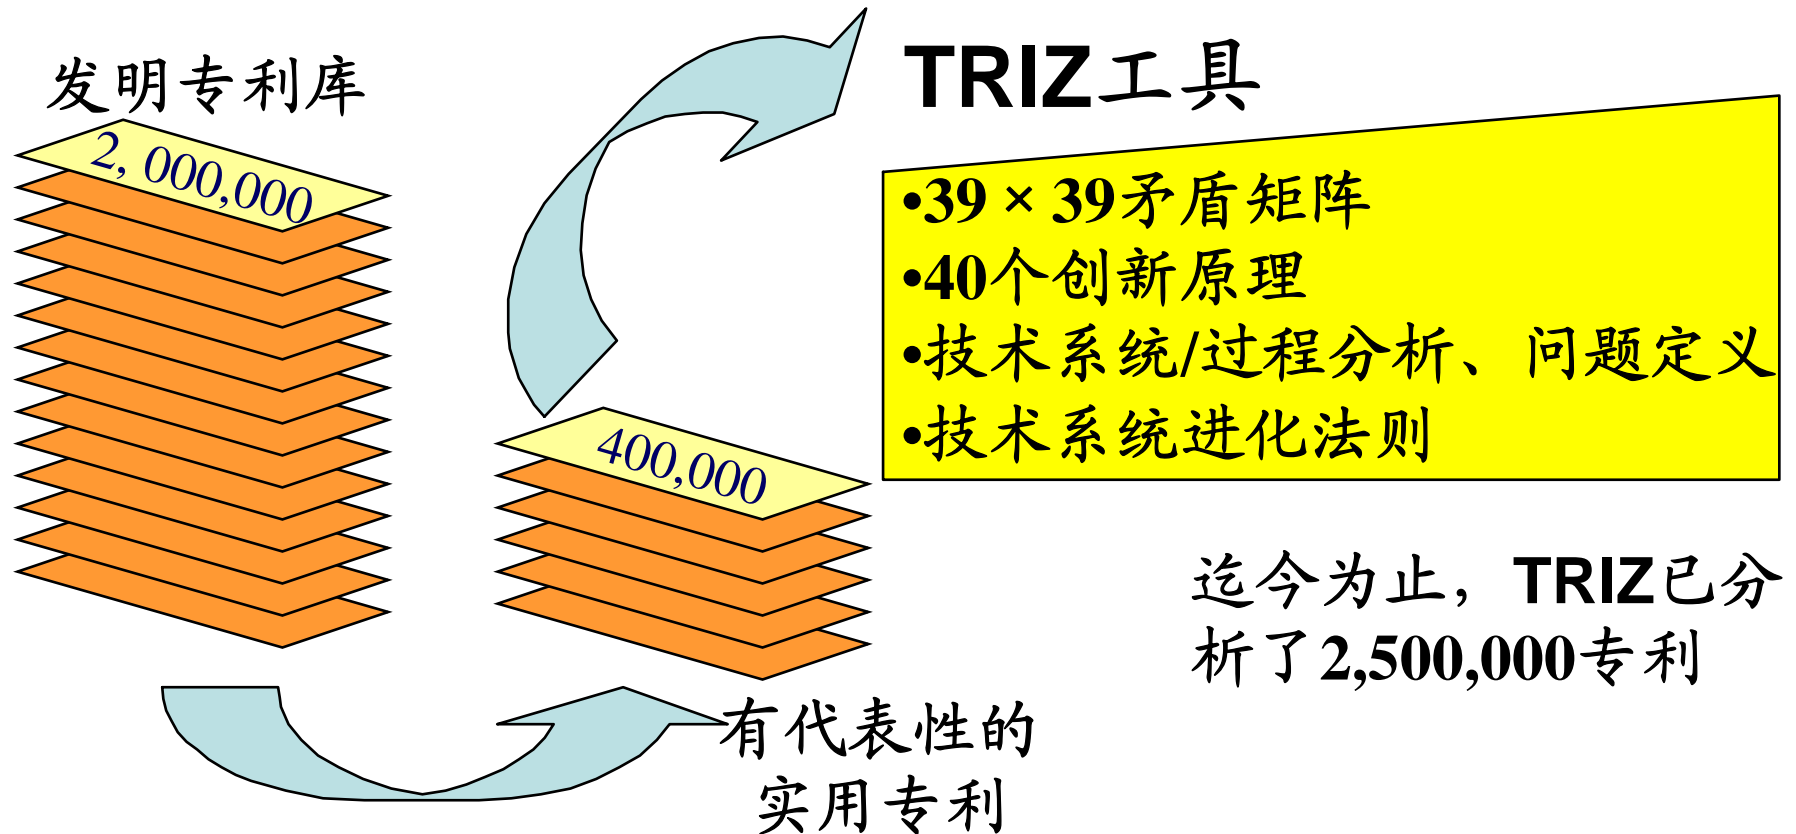 发明专利库
2, 000,000
400,000
有代表性的
实用专利
TRIZ工具
•39 × 39矛盾矩阵
•40个创新原理
•技术系统/过程分析、问题定义
•技术系统进化法则
迄今为止，TRIZ已分
析了2,500,000专利